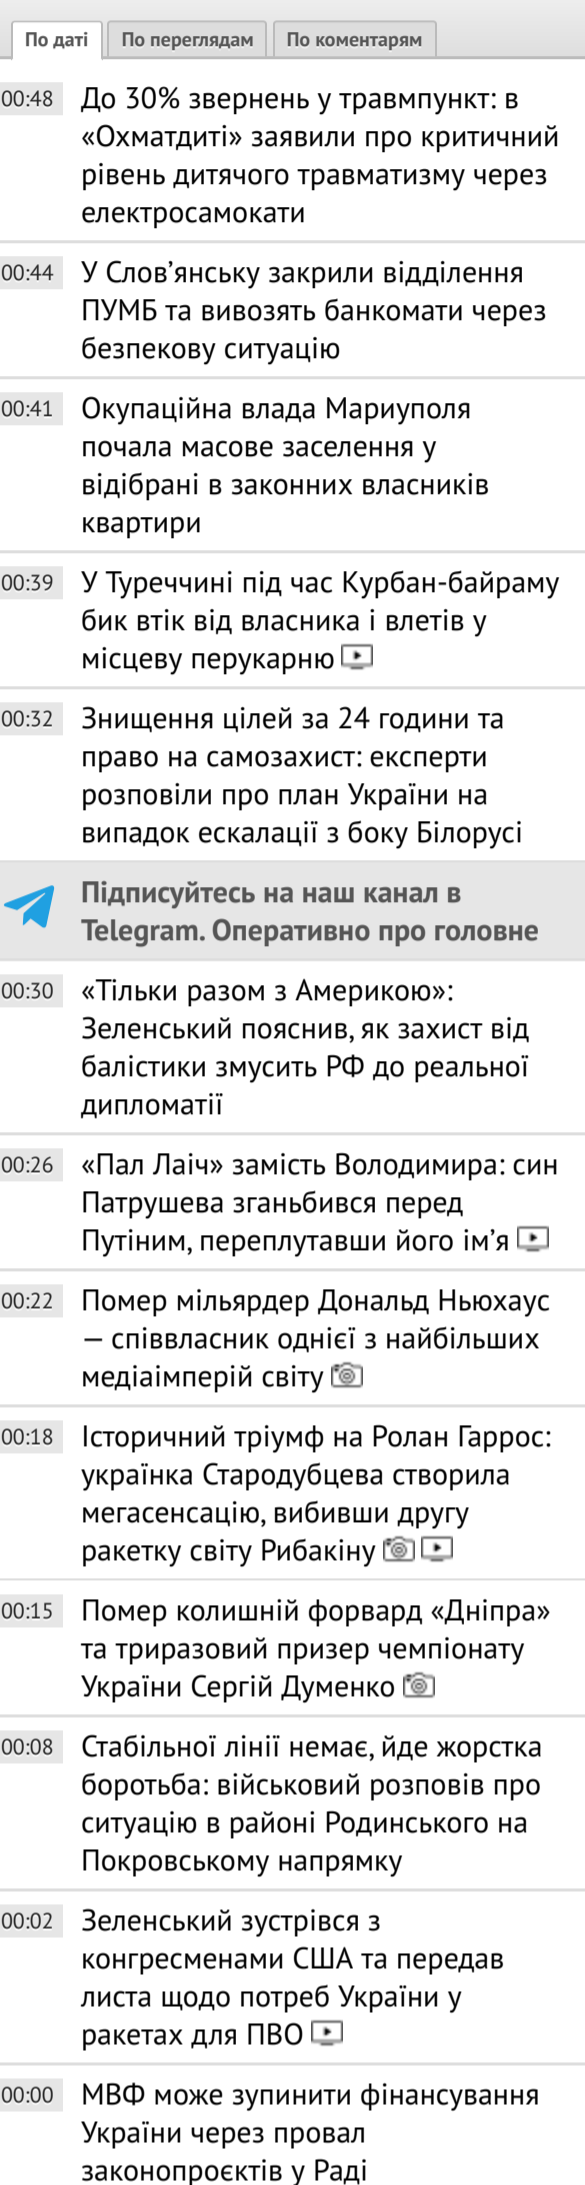 По даті По переглядам По коментарям
00:48 До 30% звернень у травмпункт: в
«Охматдиті» заявили про критичний
рівень дитячого травматизму через
електросамокати
00:44 У Слов’янську закрили відділення
ПУМБ та вивозять банкомати через
безпекову ситуацію
00:41 Окупаційна влада Мариуполя
почала масове заселення у
відібрані в законних власників
квартири
00:39 У Туреччині під час Курбан-байраму
бик втік від власника і влетів у
місцеву перукарню
00:32 Знищення цілей за 24 години та
право на самозахист: експерти
розповіли про план України на
випадок ескалації з боку Білорусі
Підписуйтесь на наш канал в
Telegram. Оперативно про головне
00:30 «Тільки разом з Америкою»:
Зеленський пояснив, як захист від
балістики змусить РФ до реальної
дипломатії
00:26 «Пал Лаіч» замість Володимира: син
Патрушева зганьбився перед
Путіним, переплутавши його ім’я
00:22 Помер мільярдер Дональд Ньюхаус
— співвласник однієї з найбільших
медіаімперій світу
00:18 Історичний тріумф на Ролан Гаррос:
українка Стародубцева створила
мегасенсацію, вибивши другу
ракетку світу Рибакіну
00:15 Помер колишній форвард «Дніпра»
та триразовий призер чемпіонату
України Сергій Думенко
00:08 Стабільної лінії немає, йде жорстка
боротьба: військовий розповів про
ситуацію в районі Родинського на
Покровському напрямку
00:02 Зеленський зустрівся з
конгресменами США та передав
листа щодо потреб України у
ракетах для ПВО
00:00 МВФ може зупинити фінансування
України через провал
законопроєктів у Раді